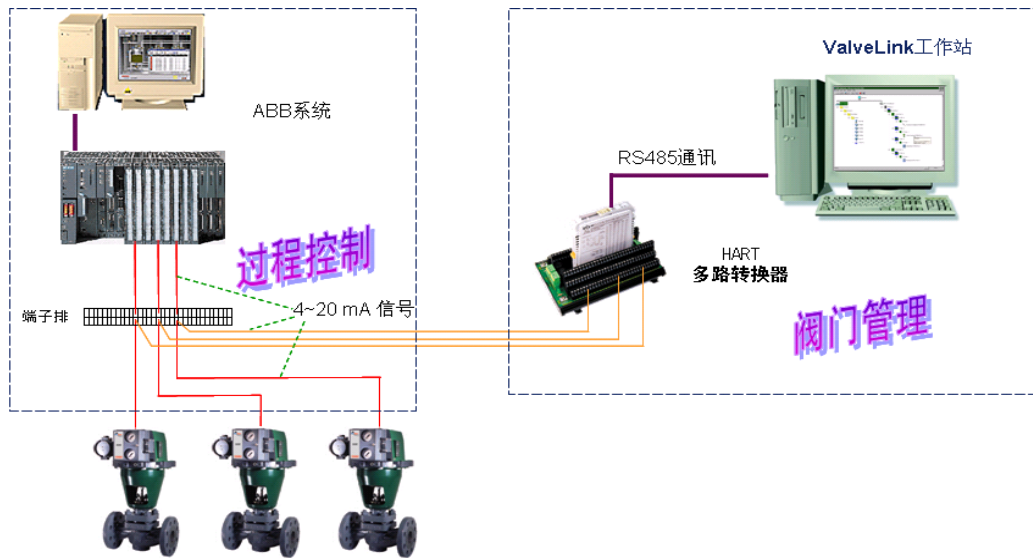 ValveLink工作站
ABB系统
RS485通讯
过程控制
HART
多路转换器
4~20 mA 信号
端子排
阀门管理